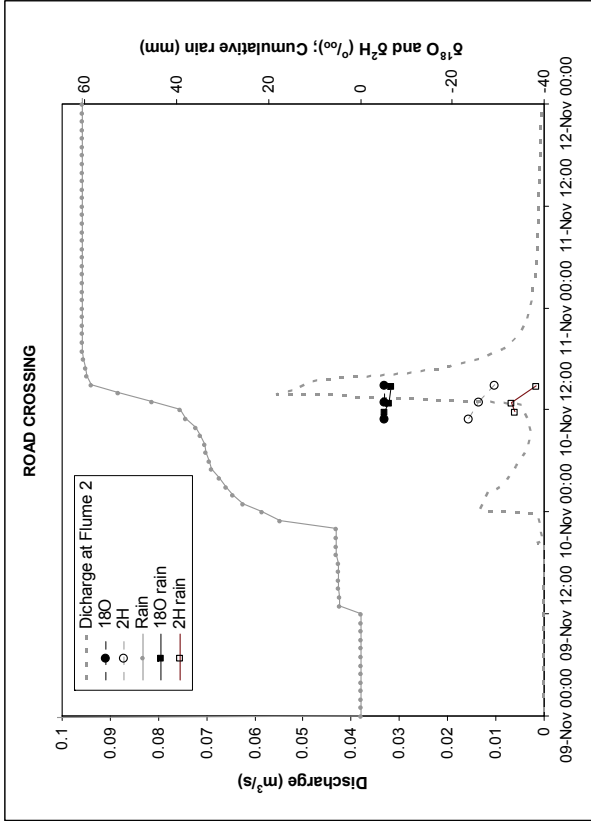 ROAD CROSSING
Dicharge at Flume 2
18O
2H
Rain
18O rain
2H rain
Discharge (m³/s)
0.1
0.09
0.08
0.07
0.06
0.05
0.04
0.03
0.02
0.01
0
09-Nov 00:00
09-Nov 12:00
10-Nov 00:00
10-Nov 12:00
11-Nov 00:00
11-Nov 12:00
12-Nov 00:00
60
40
20
0
-20
-40
δ¹⁸O and δ²H (º/ₒₒ); Cumulative rain (mm)